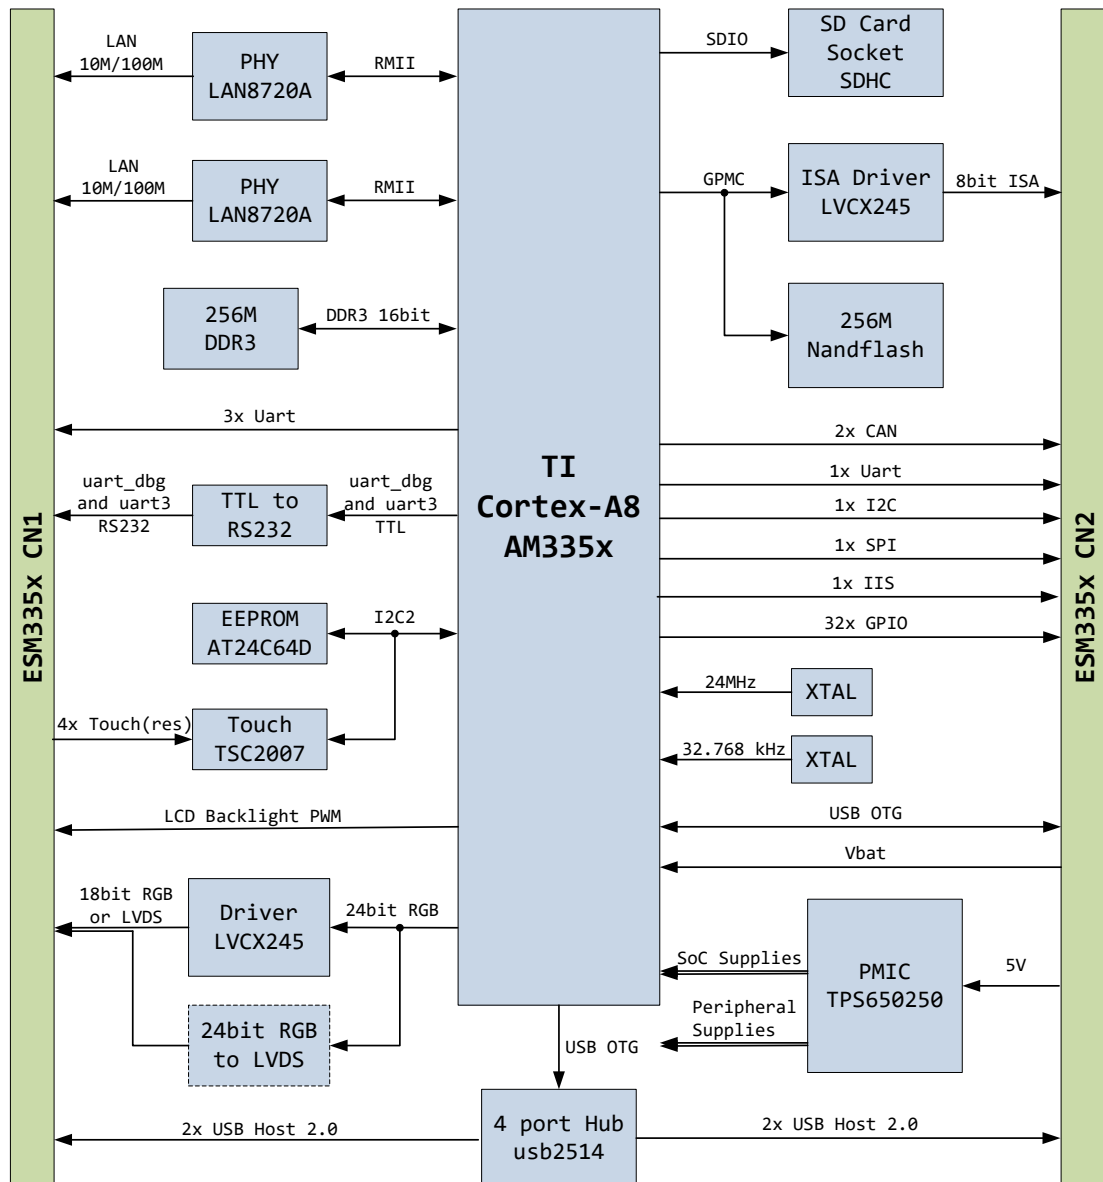 ESM335x CN1
LAN
10M/100M
PHY
LAN8720A
RMII
LAN
10M/100M
PHY
LAN8720A
RMII
256M
DDR3
DDR3 16bit
3x Uart
uart_dbg
and uart3
RS232
TTL to
RS232
uart_dbg
and uart3
TTL
EEPROM
AT24C64D
I2C2
4x Touch(res)
Touch
TSC2007
LCD Backlight PWM
18bit RGB
or LVDS
Driver
LVCX245
24bit RGB
24bit RGB
to LVDS
TI
Cortex-A8
AM335x
SDIO
SD Card
Socket
SDHC
GPMC
ISA Driver
LVCX245
8bit ISA
256M
Nandflash
2x CAN
1x Uart
1x I2C
1x SPI
1x IIS
32x GPIO
24MHz
XTAL
32.768 kHz
XTAL
USB OTG
Vbat
SoC Supplies
Peripheral
Supplies
PMIC
TPS650250
5V
USB OTG
4 port Hub
usb2514
2x USB Host 2.0
2x USB Host 2.0
ESM335x CN2